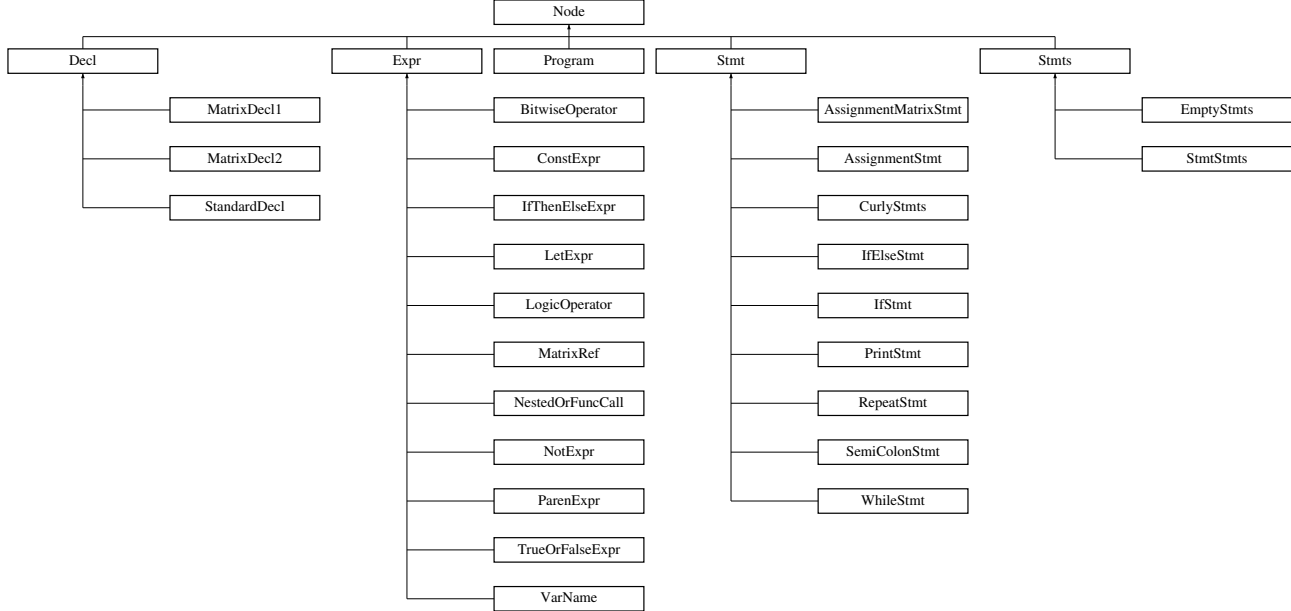 Node
Decl
Expr
Program
Stmt
Stmts
MatrixDecl1
BitwiseOperator
AssignmentMatrixStmt
EmptyStmts
MatrixDecl2
ConstExpr
AssignmentStmt
StmtStmts
StandardDecl
IfThenElseExpr
CurlyStmts
LetExpr
IfElseStmt
LogicOperator
IfStmt
MatrixRef
PrintStmt
NestedOrFuncCall
RepeatStmt
NotExpr
SemiColonStmt
ParenExpr
WhileStmt
TrueOrFalseExpr
VarName